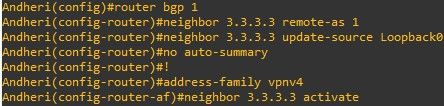 Andheri(config)#router bgp 1
Andheri(config-router)#neighbor 3.3.3.3 remote-as 1
Andheri(config-router)#neighbor 3.3.3.3 update-source Loopback0
Andheri(config-router)#no auto-summary
Andheri(config-router)#!
Andheri(config-router)#address-family vpnv4
Andheri(config-router-af)#neighbor 3.3.3.3 activate